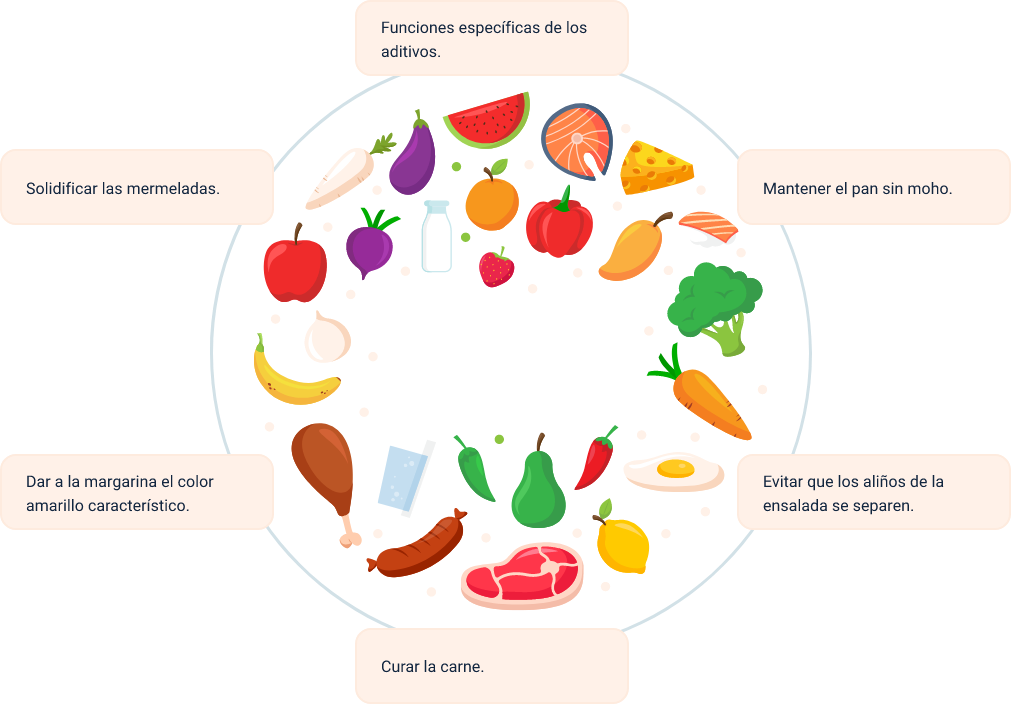 Funciones específicas de los
aditivos.
Solidificar las mermeladas.
Mantener el pan sin moho.
Dar a la margarina el color
amarillo característico.
Evitar que los aliños de la
ensalada se separen.
Curar la carne.